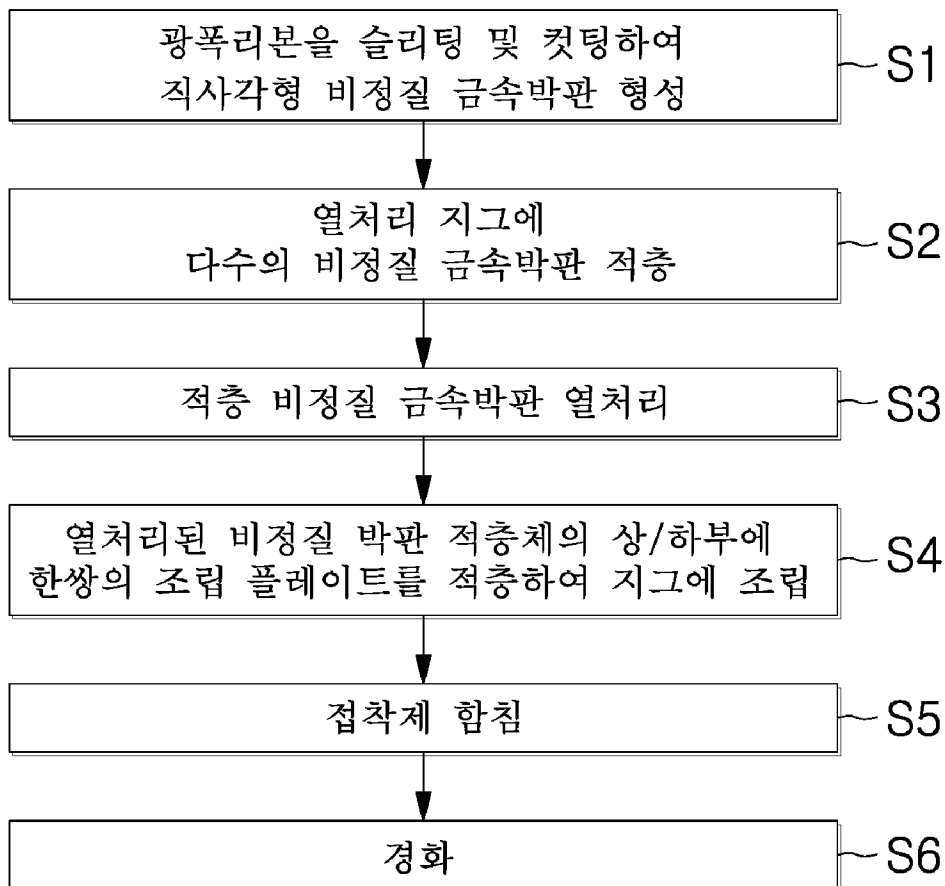 광폭리본을 슬리팅 및 컷팅하여
직사각형 비정질 금속박판 형성
S1
열처리 지그에
다수의 비정질 금속박판 적층
S2
적층 비정질 금속박판 열처리
S3
열처리된 비정질 박판 적층체의 상/하부에
한쌍의 조립 플레이트를 적층하여 지그에 조립
S4
접착제 함침
S5
경화
S6